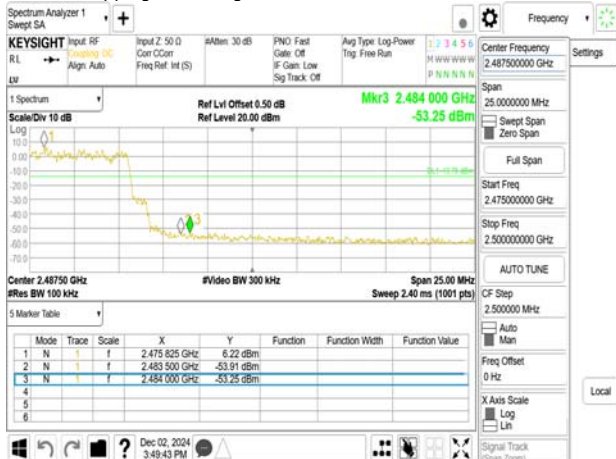 Spectrum Analyzer 1
Swept SA
+
Frequency
KEYSIGHT
RL
LV
Input: RF
Coupling: DC
Align: Auto
Input Z: 50 Ω
Corr CCorr
Freq Ref: Int (S)
#Atten: 30 dB
PNO: Fast
Gate: Off
IF Gain: Low
Sig Track: Off
Avg Type: Log-Power
Trig: Free Run
1 2 3 4 5 6
M W W W W W
P N N N N N
1 Spectrum
Scale/Div 10 dB
Ref Lvl Offset 0.50 dB
Ref Level 20.00 dBm
Mkr3 2.484 000 GHz
-53.25 dBm
Log
10.0
0.00
-10.0
-20.0
-30.0
-40.0
-50.0
-60.0
-70.0
1
3
Center 2.48750 GHz
#Res BW 100 kHz
#Video BW 300 kHz
Span 25.00 MHz
Sweep 2.40 ms (1001 pts)
5 Marker Table
Mode Trace Scale X Y Function Function Width Function Value
1 N 1 f 2.475 825 GHz 6.22 dBm
2 N 1 f 2.483 500 GHz -53.91 dBm
3 N 1 f 2.484 000 GHz -53.25 dBm
4
5
6
Dec 02, 2024
3:49:43 PM
?
Center Frequency
2.487500000 GHz
Span
25.0000000 MHz
Swept Span
Zero Span
Full Span
Start Freq
2.475000000 GHz
Stop Freq
2.500000000 GHz
AUTO TUNE
CF Step
2.500000 MHz
Auto
Man
Freq Offset
0 Hz
X Axis Scale
Log
Lin
Signal Track
(Span Zoom)
Settings
Local